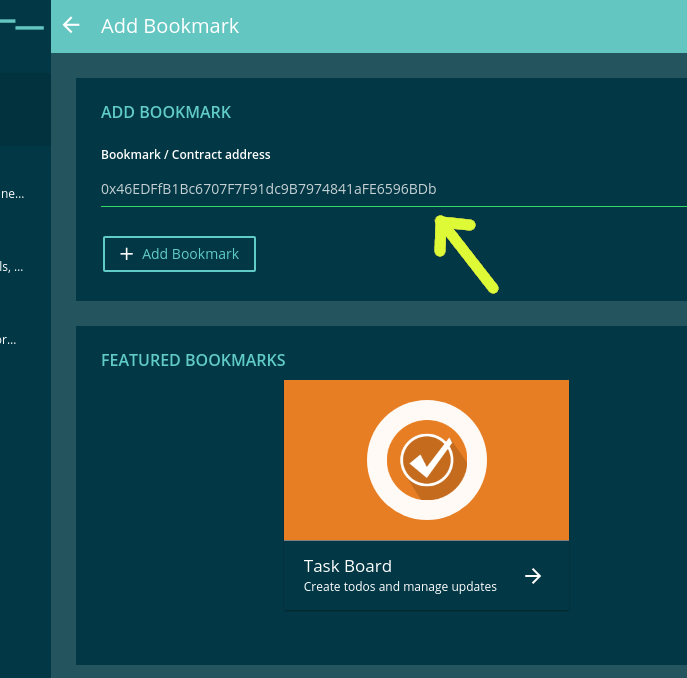 Add Bookmark
ne...
ls, ...
or...
ADD BOOKMARK
Bookmark / Contract address
0x46EDFfB1Bc6707F7F91dc9B7974841aFE6596BDb
+ Add Bookmark
FEATURED BOOKMARKS
Task Board
Create todos and manage updates